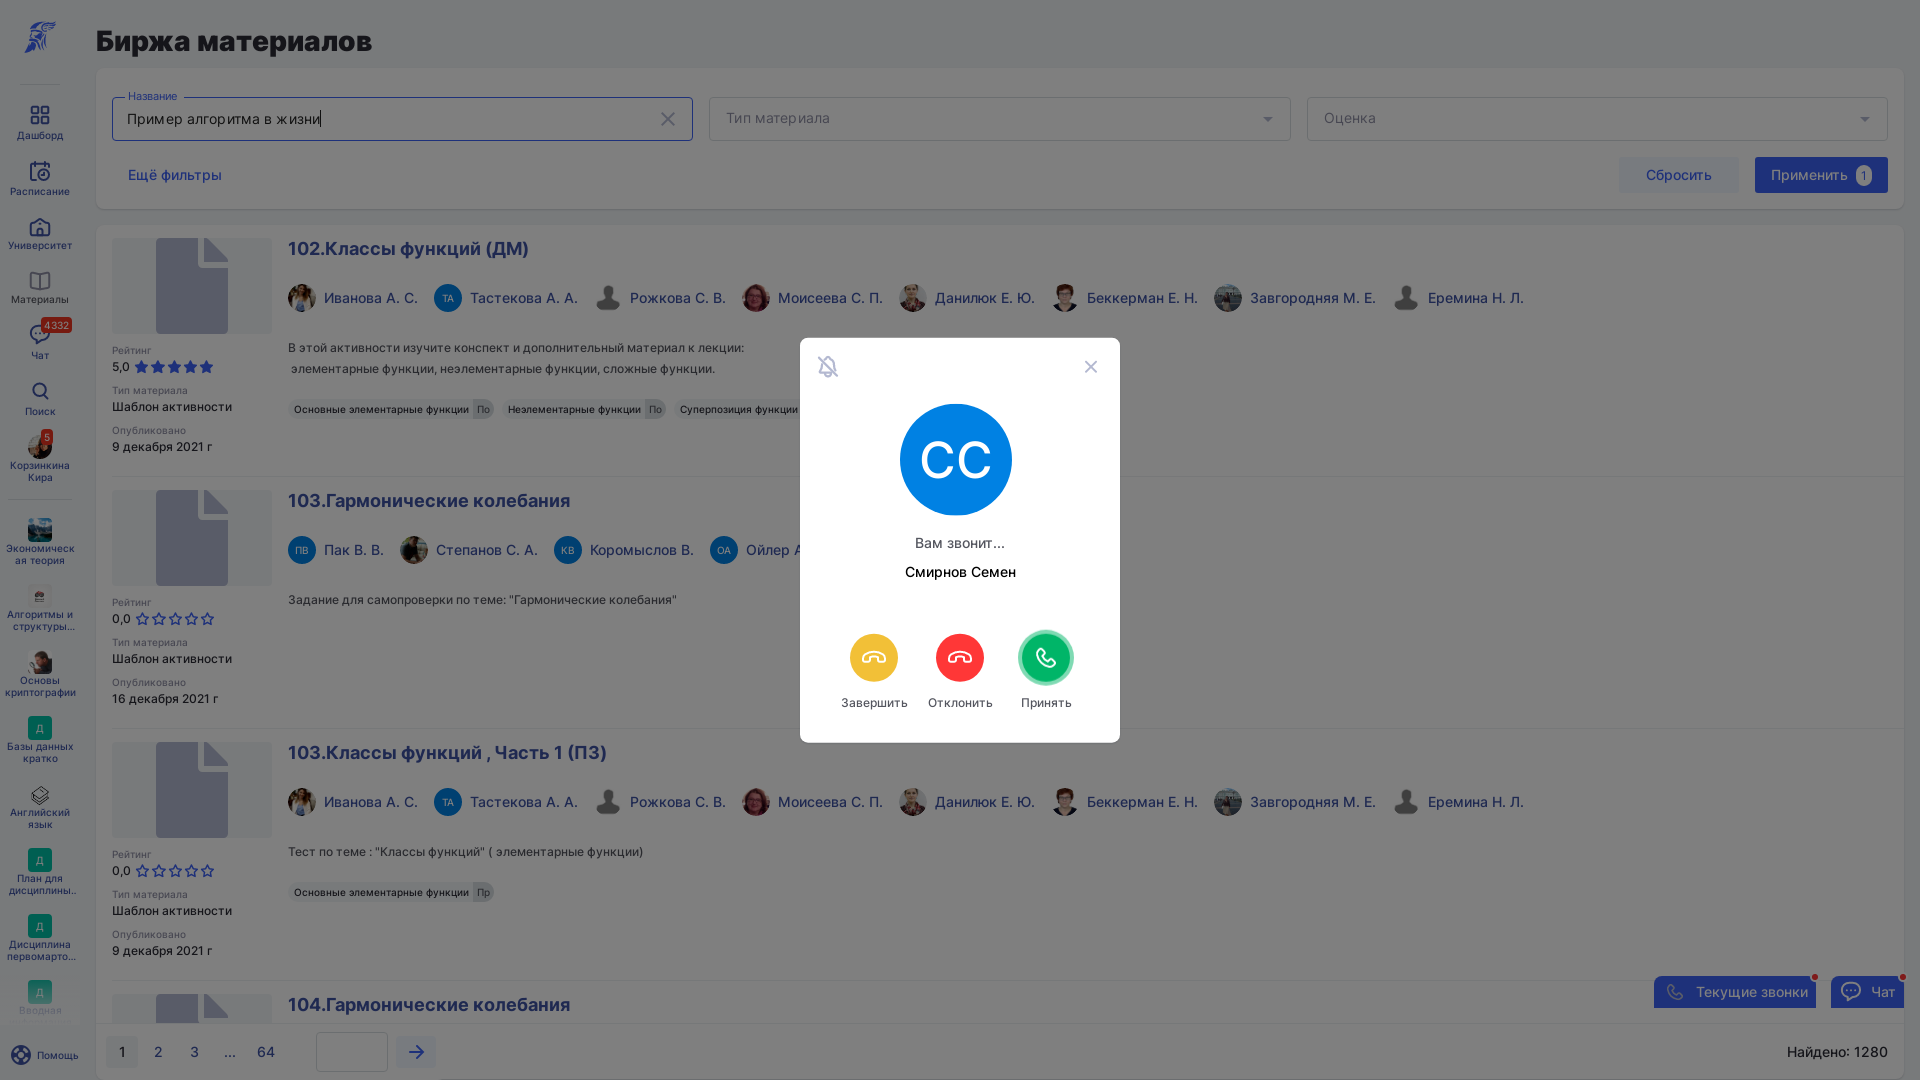 Биржа материалов
Дашборд
Расписание
Университет
Материалы
4332
Чат
Поиск
5
Корзинкина
Кира
Экономическ
ая теория
Алгоритмы и
структуры...
Основы
криптографии
Д
Базы данных
кратко
Английский
язык
Д
План для
дисциплины..
Д
Дисциплина
первомарто...
Д
Вводная
Помощь
Название
Пример алгоритма в жизни
Тип материала
Оценка
Ещё фильтры
Сбросить
Применить 1
102.Классы функций (ДМ)
Иванова А. С. ТА Тастекова А. А. Рожкова С. В. Моисеева С. П. Данилюк Е. Ю. Беккерман Е. Н. Завгородняя М. Е. Еремина Н. Л.
Рейтинг
5,0
Тип материала
Шаблон активности
Опубликовано
9 декабря 2021 г
В этой активности изучите конспект и дополнительный материал к лекции:
элементарные функции, неэлементарные функции, сложные функции.
Основные элементарные функции По Неэлементарные функции По Суперпозиция функции
103.Гармонические колебания
ПВ Пак В. В. Степанов С. А. КВ Коромыслов В. ОА Ойлер А
Рейтинг
0,0
Тип материала
Шаблон активности
Опубликовано
16 декабря 2021 г
Задание для самопроверки по теме: "Гармонические колебания"
103.Классы функций , Часть 1 (ПЗ)
Иванова А. С. ТА Тастекова А. А. Рожкова С. В. Моисеева С. П. Данилюк Е. Ю. Беккерман Е. Н. Завгородняя М. Е. Еремина Н. Л.
Рейтинг
0,0
Тип материала
Шаблон активности
Опубликовано
9 декабря 2021 г
Тест по теме : "Классы функций" ( элементарные функции)
Основные элементарные функции Пр
104.Гармонические колебания
1 2 3 ... 64
Найдено: 1280
Текущие звонки
Чат
СС
Вам звонит...
Смирнов Семен
Завершить
Отклонить
Принять